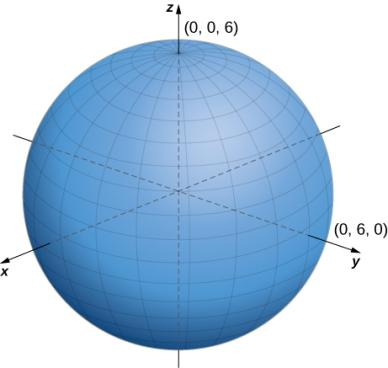 z
(0, 0, 6)
(0, 6, 0)
x
y